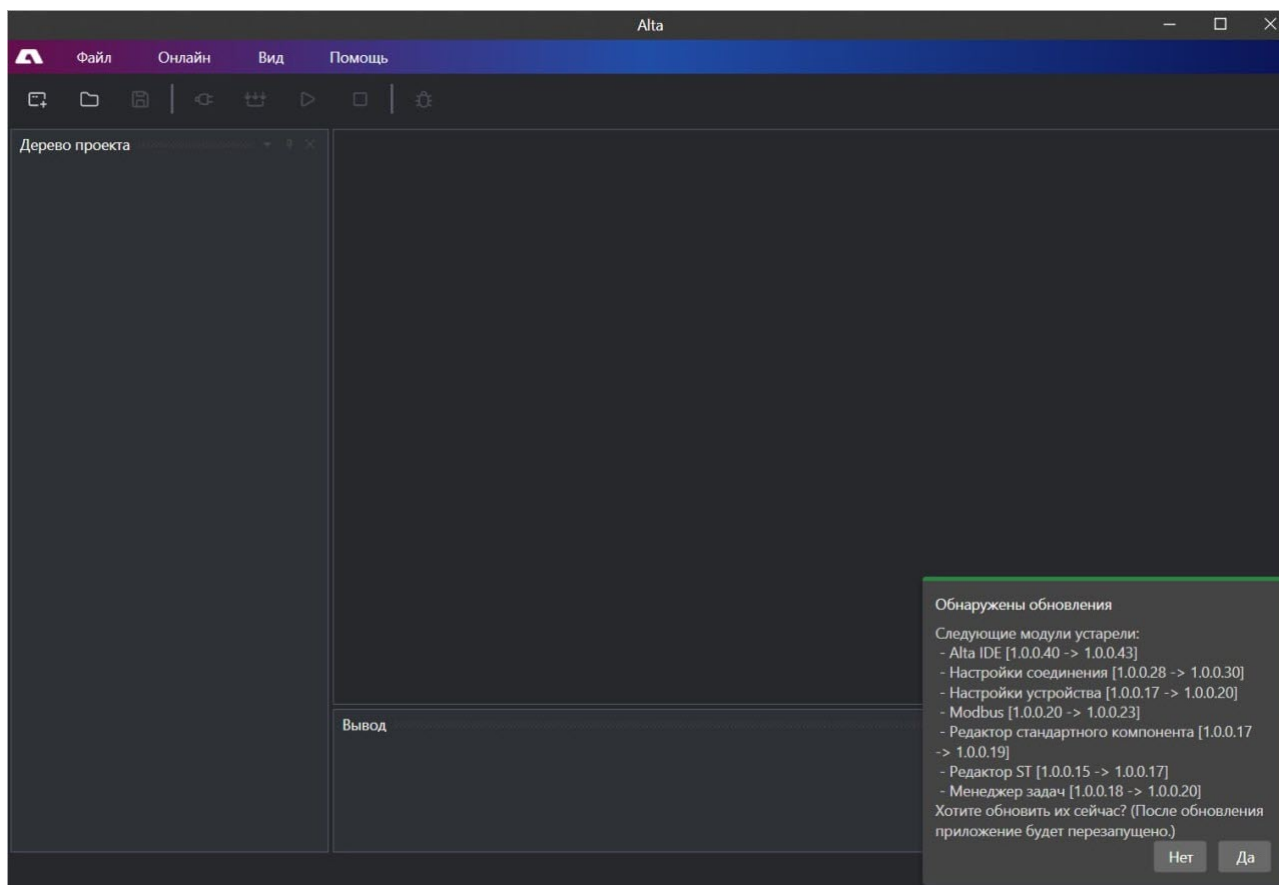 Alta
Файл Онлайн Вид Помощь
Дерево проекта
Вывод
Обнаружены обновления
Следующие модули устарели:
- Alta IDE [1.0.0.40 -> 1.0.0.43]
- Настройки соединения [1.0.0.28 -> 1.0.0.30]
- Настройки устройства [1.0.0.17 -> 1.0.0.20]
- Modbus [1.0.0.20 -> 1.0.0.23]
- Редактор стандартного компонента [1.0.0.17
-> 1.0.0.19]
- Редактор ST [1.0.0.15 -> 1.0.0.17]
- Менеджер задач [1.0.0.18 -> 1.0.0.20]
Хотите обновить их сейчас? (После обновления
приложение будет перезапущено.)
Нет Да